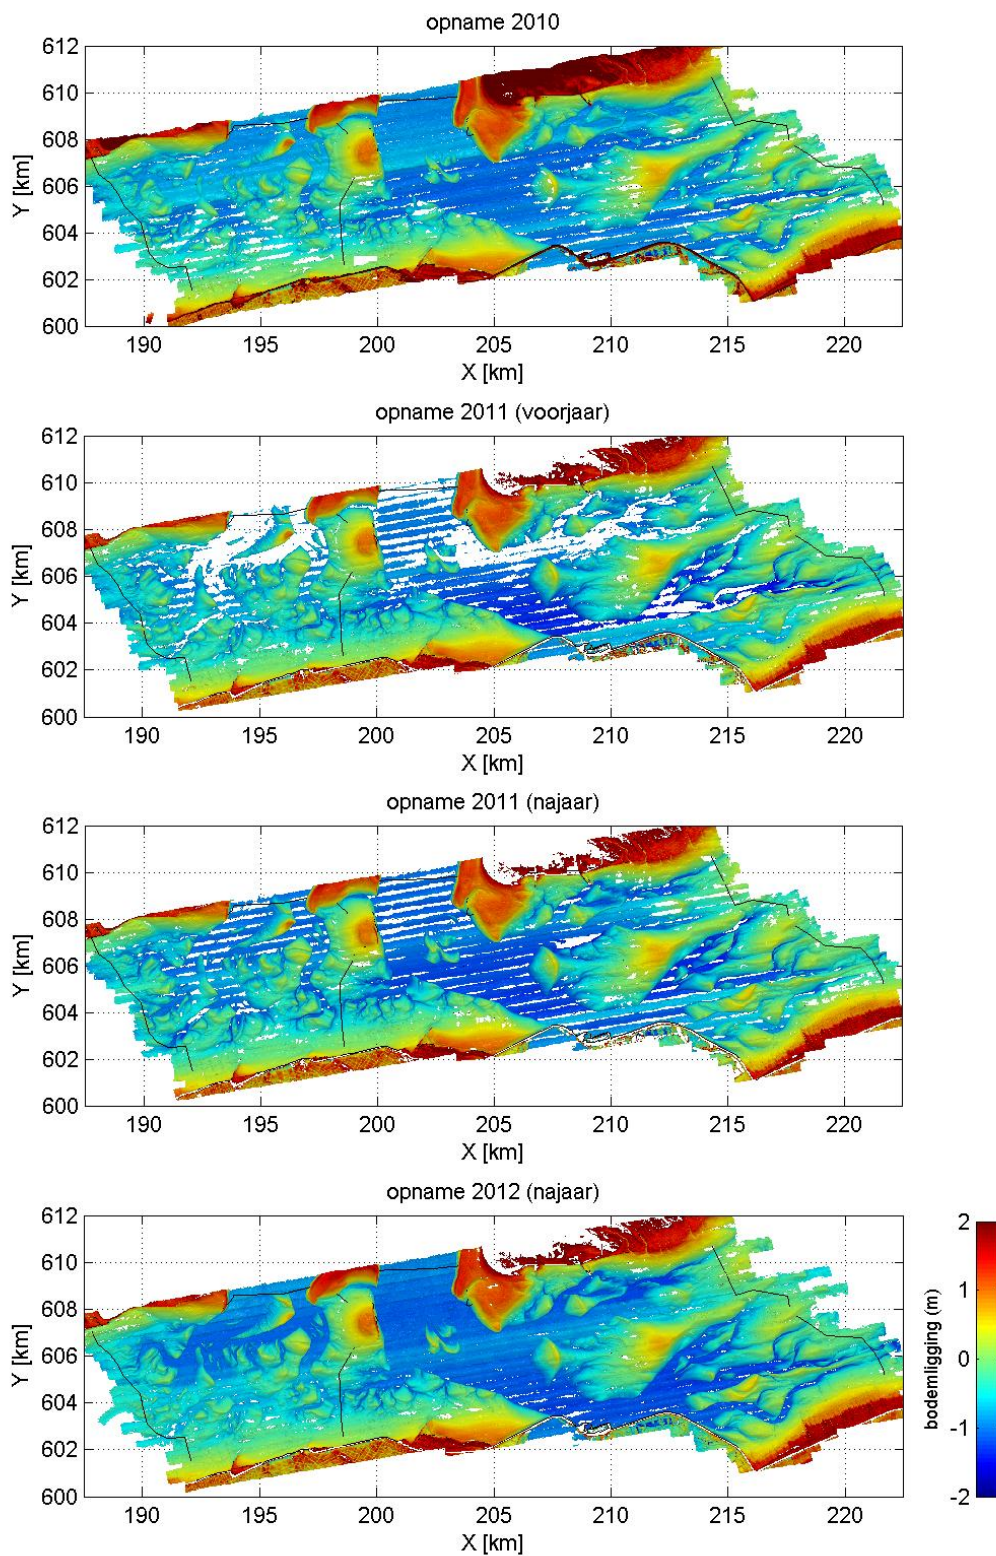 opname 2010
612
610
608
606
604
602
600
Y [km]
190 195 200 205 210 215 220
X [km]
opname 2011 (voorjaar)
612
610
608
606
604
602
600
Y [km]
190 195 200 205 210 215 220
X [km]
opname 2011 (najaar)
612
610
608
606
604
602
600
Y [km]
190 195 200 205 210 215 220
X [km]
opname 2012 (najaar)
612
610
608
606
604
602
600
Y [km]
190 195 200 205 210 215 220
X [km]
2
1
0
-1
-2
bodemligging (m)